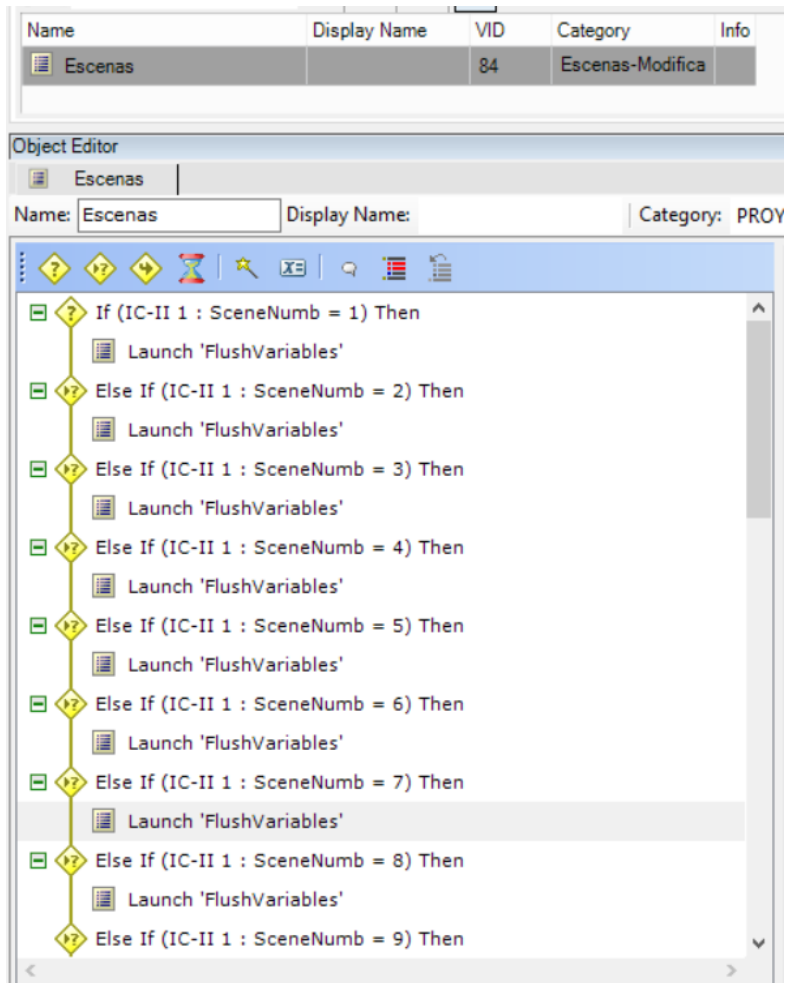 Name Display Name VID Category Info
Escenas 84 Escenas-Modifica
Object Editor
Escenas
Name: Escenas Display Name: Category: PROY
If (IC-II 1 : SceneNumb = 1) Then
Launch 'FlushVariables'
Else If (IC-II 1 : SceneNumb = 2) Then
Launch 'FlushVariables'
Else If (IC-II 1 : SceneNumb = 3) Then
Launch 'FlushVariables'
Else If (IC-II 1 : SceneNumb = 4) Then
Launch 'FlushVariables'
Else If (IC-II 1 : SceneNumb = 5) Then
Launch 'FlushVariables'
Else If (IC-II 1 : SceneNumb = 6) Then
Launch 'FlushVariables'
Else If (IC-II 1 : SceneNumb = 7) Then
Launch 'FlushVariables'
Else If (IC-II 1 : SceneNumb = 8) Then
Launch 'FlushVariables'
Else If (IC-II 1 : SceneNumb = 9) Then